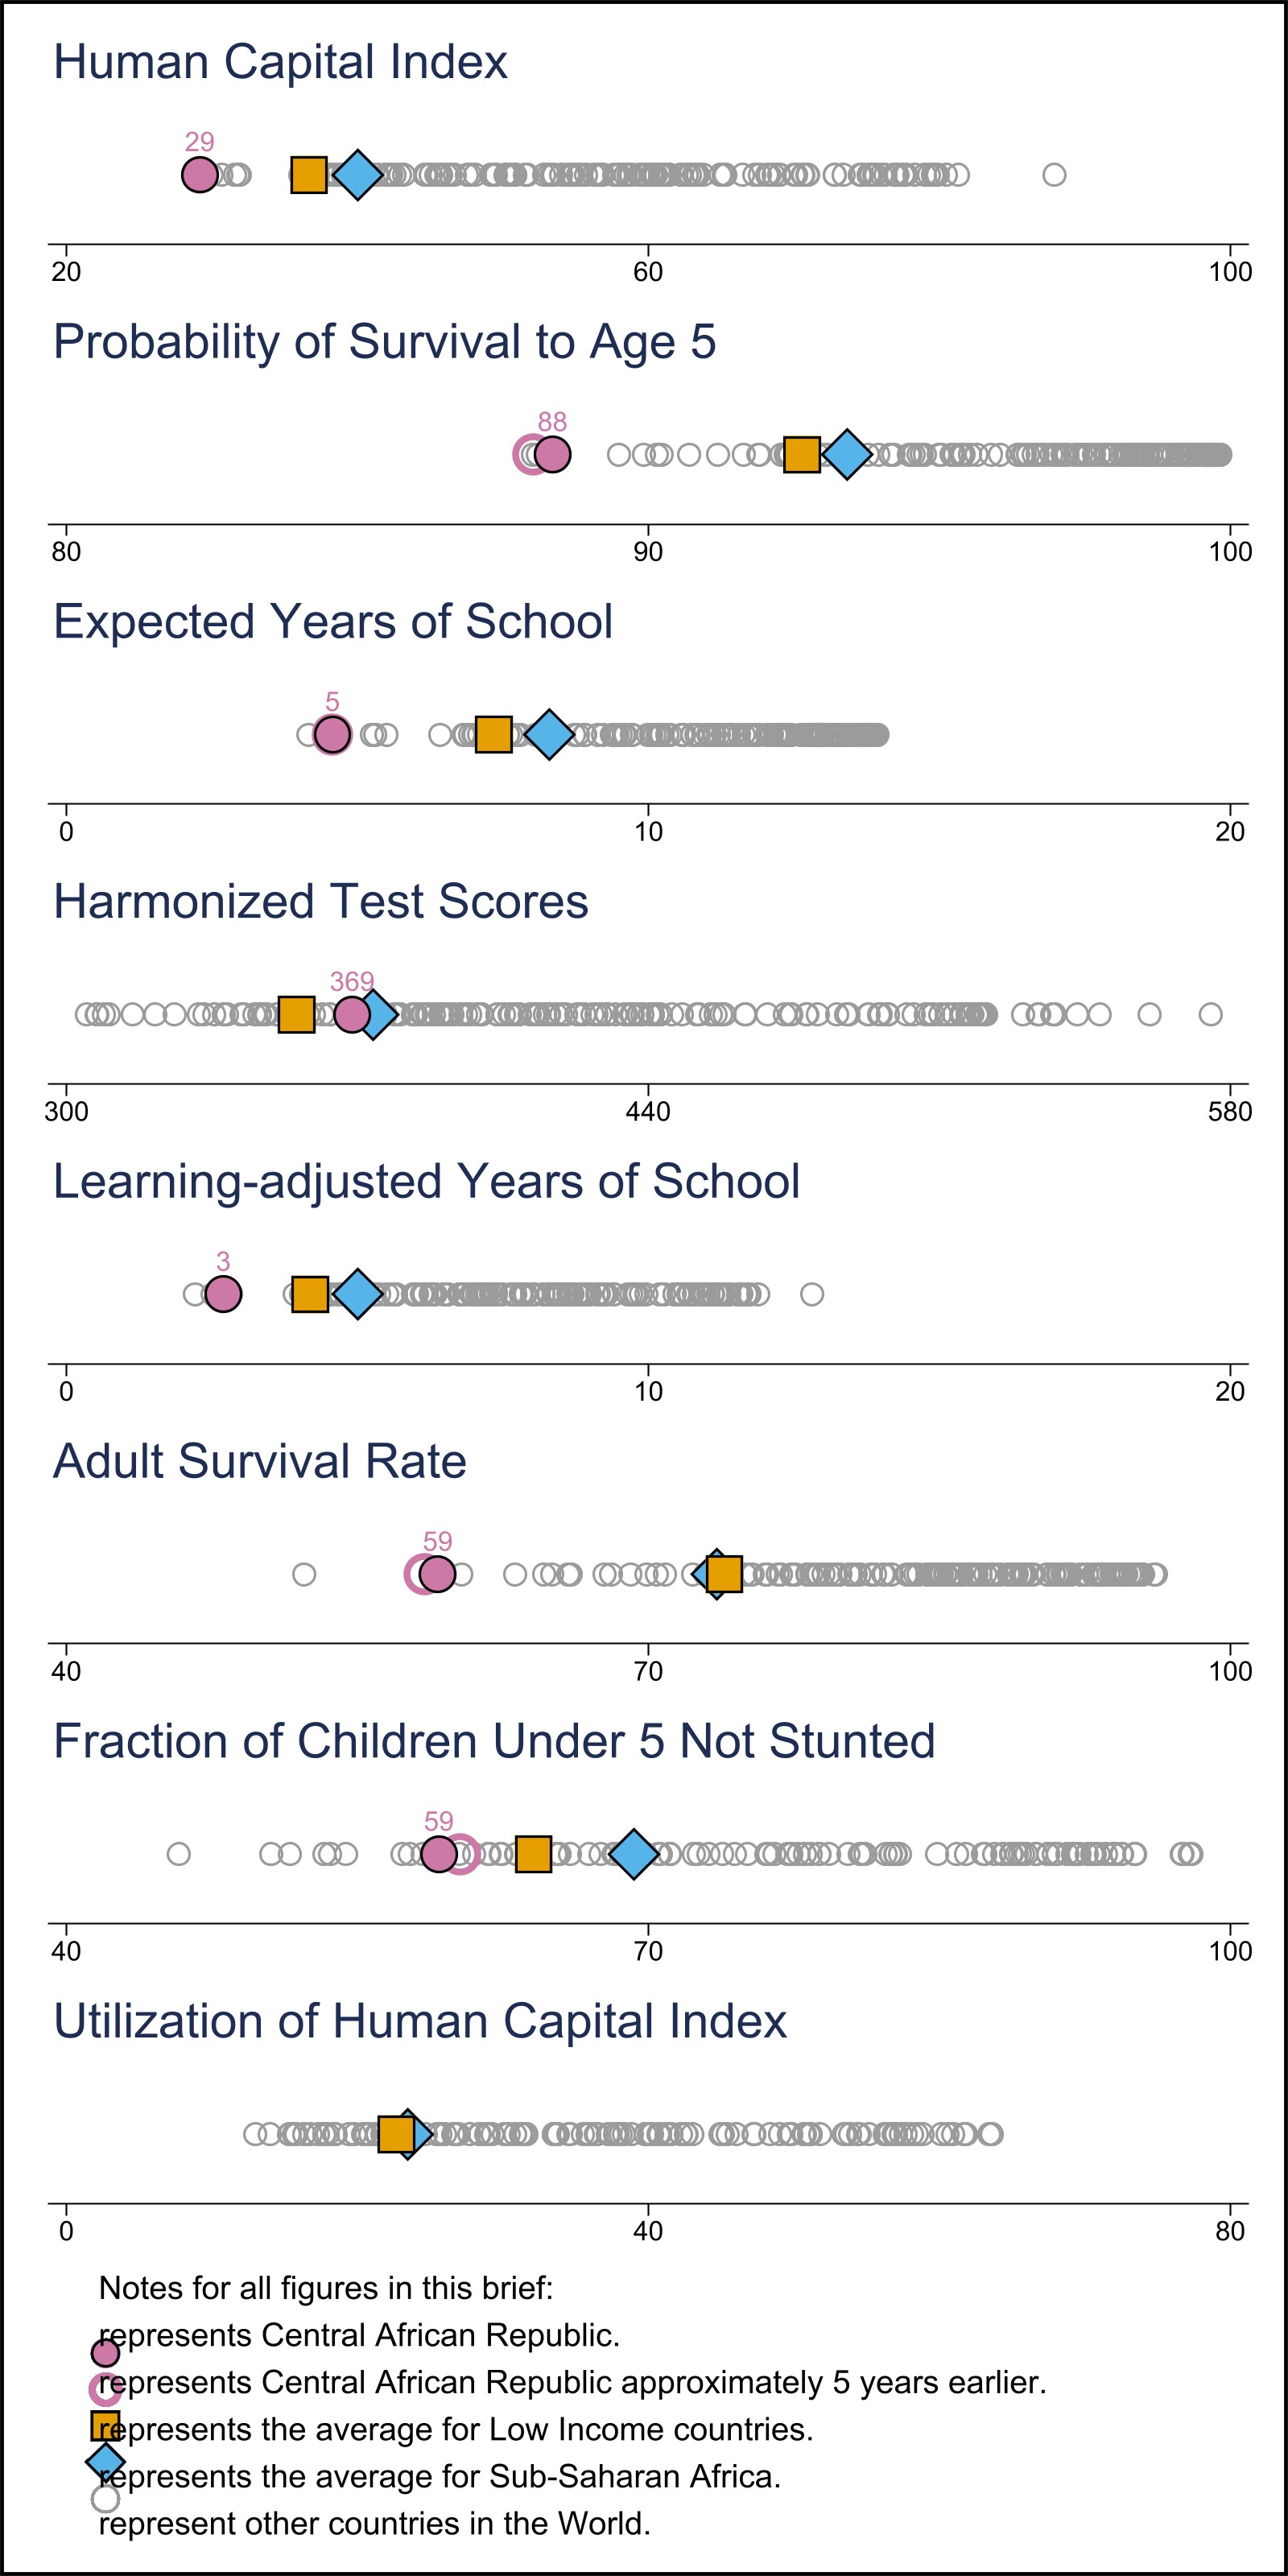 Human Capital Index
29
20 60 100
Probability of Survival to Age 5
88
80 90 100
Expected Years of School
5
0 10 20
Harmonized Test Scores
369
300 440 580
Learning-adjusted Years of School
3
0 10 20
Adult Survival Rate
59
40 70 100
Fraction of Children Under 5 Not Stunted
59
40 70 100
Utilization of Human Capital Index
0 40 80
Notes for all figures in this brief:
represents Central African Republic.
represents Central African Republic approximately 5 years earlier.
represents the average for Low Income countries.
represents the average for Sub-Saharan Africa.
represent other countries in the World.